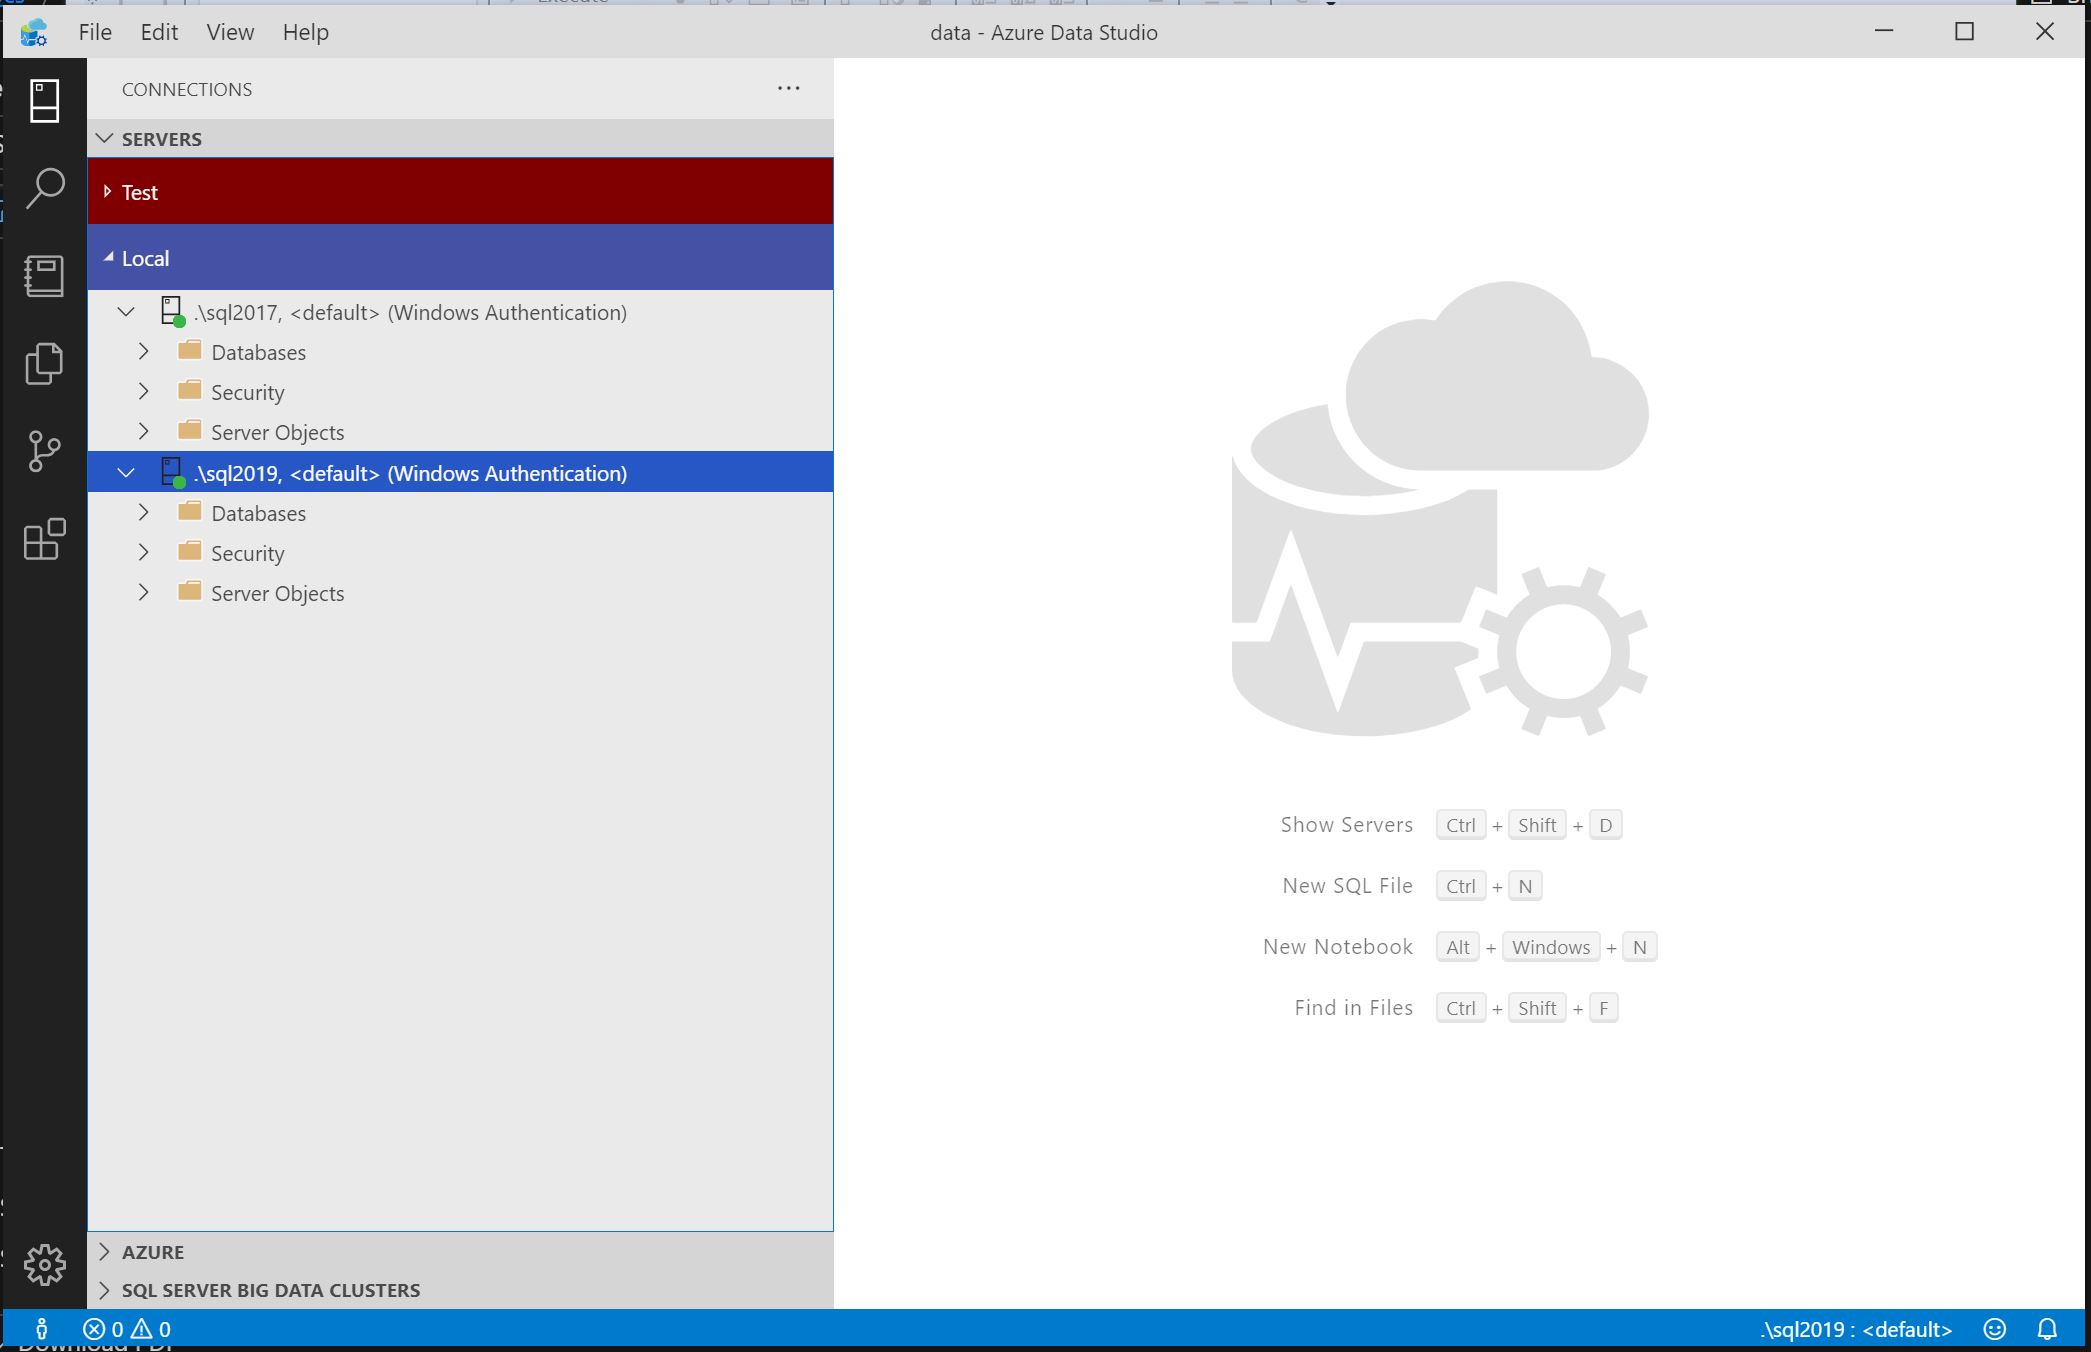 File Edit View Help
data - Azure Data Studio
CONNECTIONS
SERVERS
Test
Local
.\sql2017, <default> (Windows Authentication)
Databases
Security
Server Objects
.\sql2019, <default> (Windows Authentication)
Databases
Security
Server Objects
Show Servers Ctrl + Shift + D
New SQL File Ctrl + N
New Notebook Alt + Windows + N
Find in Files Ctrl + Shift + F
AZURE
SQL SERVER BIG DATA CLUSTERS
0 0
.\sql2019 : <default>
Download PDF